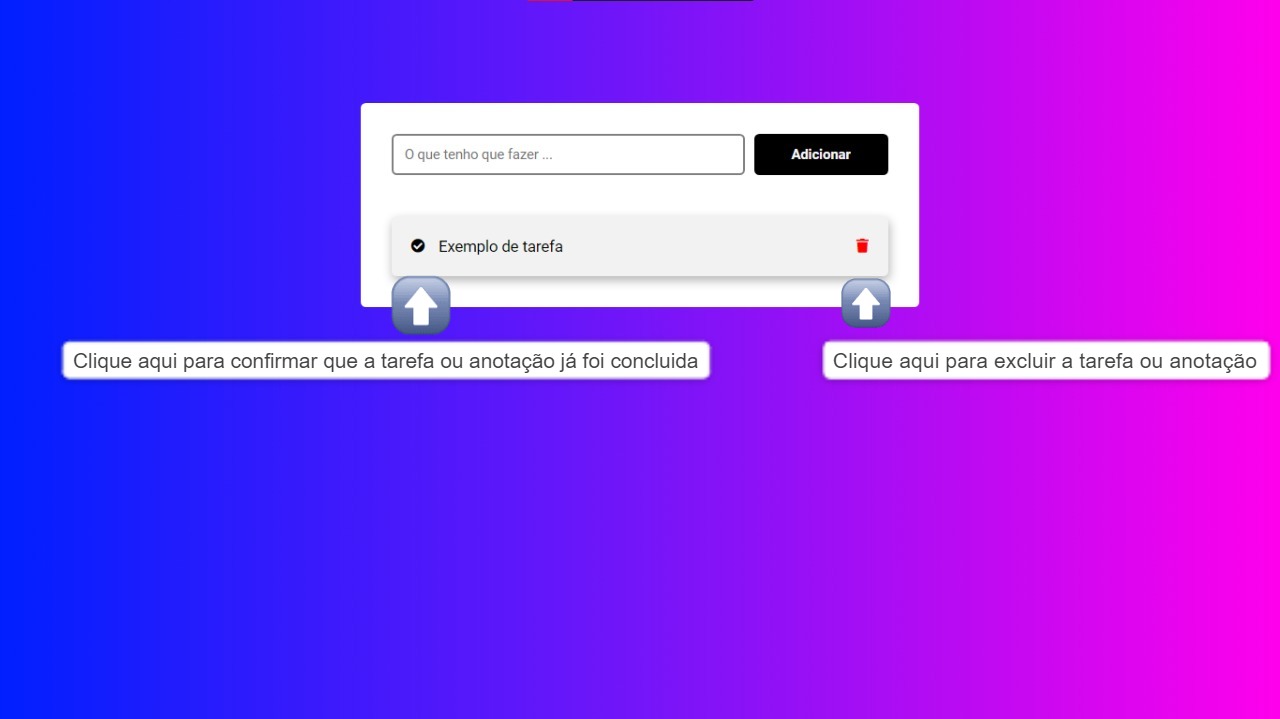 O que tenho que fazer ...
Adicionar
Exemplo de tarefa
Clique aqui para confirmar que a tarefa ou anotação já foi concluida
Clique aqui para excluir a tarefa ou anotação